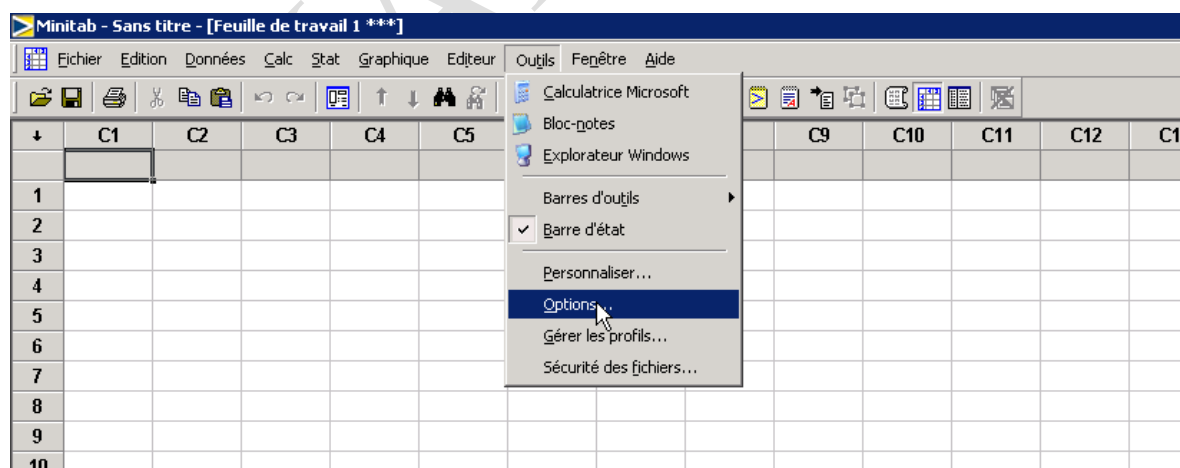 Minitab - Sans titre - [Feuille de travail 1 ***]
Fichier Edition Données Calc Stat Graphique Editeur Outils Fenêtre Aide
Calculatrice Microsoft
Bloc-notes
Explorateur Windows
Barres d'outils
Barre d'état
Personnaliser...
Options...
Gérer les profils...
Sécurité des fichiers...
C1 C2 C3 C4 C5 C9 C10 C11 C12 C1
1
2
3
4
5
6
7
8
9
10